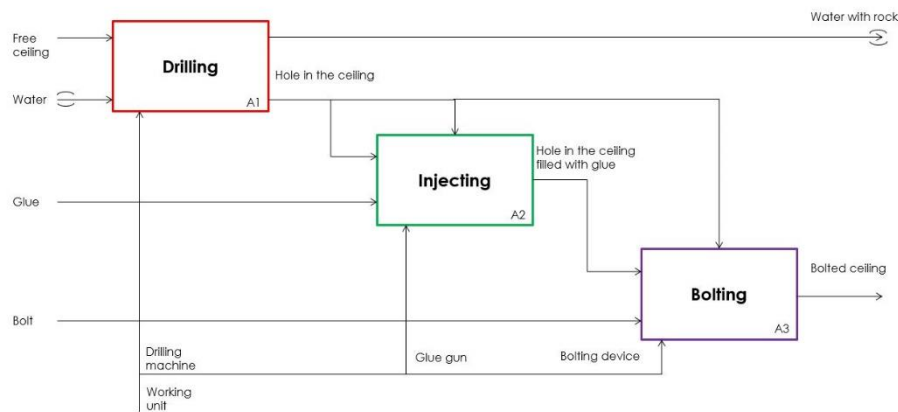 Water with rock
Free
ceiling
Drilling
Hole in the ceiling
Water
A1
Hole in the ceiling
filled with glue
Injecting
Glue
A2
Bolted ceiling
Bolting
Bolt
A3
Drilling
machine
Glue gun
Bolting device
Working
unit